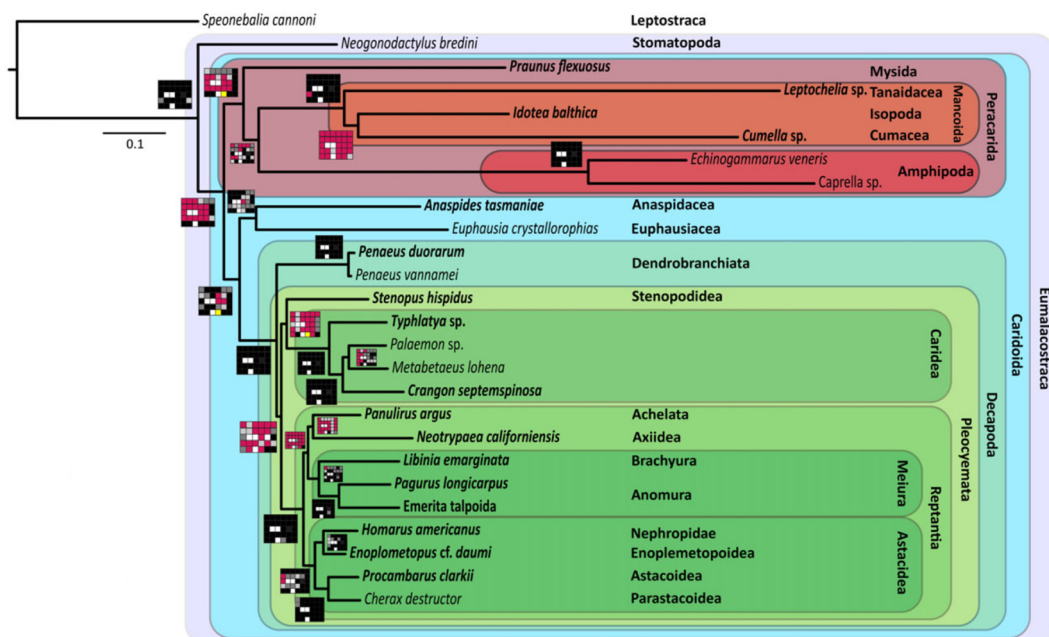 Speonebalia cannoni Leptostraca
Neogonodactylus bredini Stomatopoda
Praunus flexuosus Mysida
Leptochelia sp. Tanaidacea
Idotea balthica Isopoda
Cumella sp. Cumacea
Mancoida
Peracarida
0.1
Echinogammarus veneris
Amphipoda
Caprella sp.
Anaspides tasmaniae Anaspidacea
Euphausia crystallorophias Euphausiacea
Penaeus duorarum
Dendrobranchiata
Penaeus vannamei
Stenopus hispidus Stenopodidea
Typhlatya sp.
Palaemon sp.
Metabetaeus lohena
Crangon septemspinosa
Caridea
Panulirus argus Achelata
Neotrypaea californiensis Axiidea
Libinia emarginata Brachyura
Pagurus longicarpus
Anomura
Emerita talpoida
Meiura
Homarus americanus Nephropidae
Enoplometopus cf. daumi Enoplemetopoidea
Procambarus clarkii Astacoidea
Cherax destructor Parastacoidea
Astacidea
Reptantia
Pleocyemata
Decapoda
Caridoida
Eumalacostraca